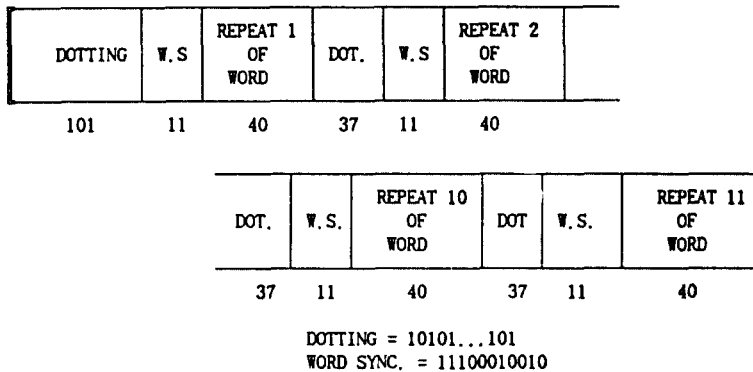 DOTTING W.S REPEAT 1 OF WORD DOT. W.S REPEAT 2 OF WORD
101 11 40 37 11 40
DOT. W.S. REPEAT 10 OF WORD DOT W.S. REPEAT 11 OF WORD
37 11 40 37 11 40
DOTTING = 10101...101
WORD SYNC. = 11100010010